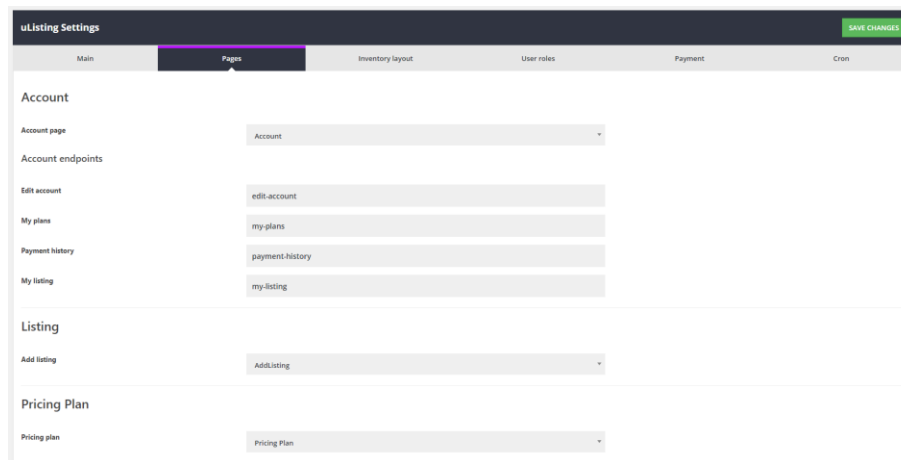 uListing Settings
SAVE CHANGES
Main Pages Inventory layout User roles Payment Cron
Account
Account page Account
Account endpoints
Edit account edit-account
My plans my-plans
Payment history payment-history
My listing my-listing
Listing
Add listing AddListing
Pricing Plan
Pricing plan Pricing Plan